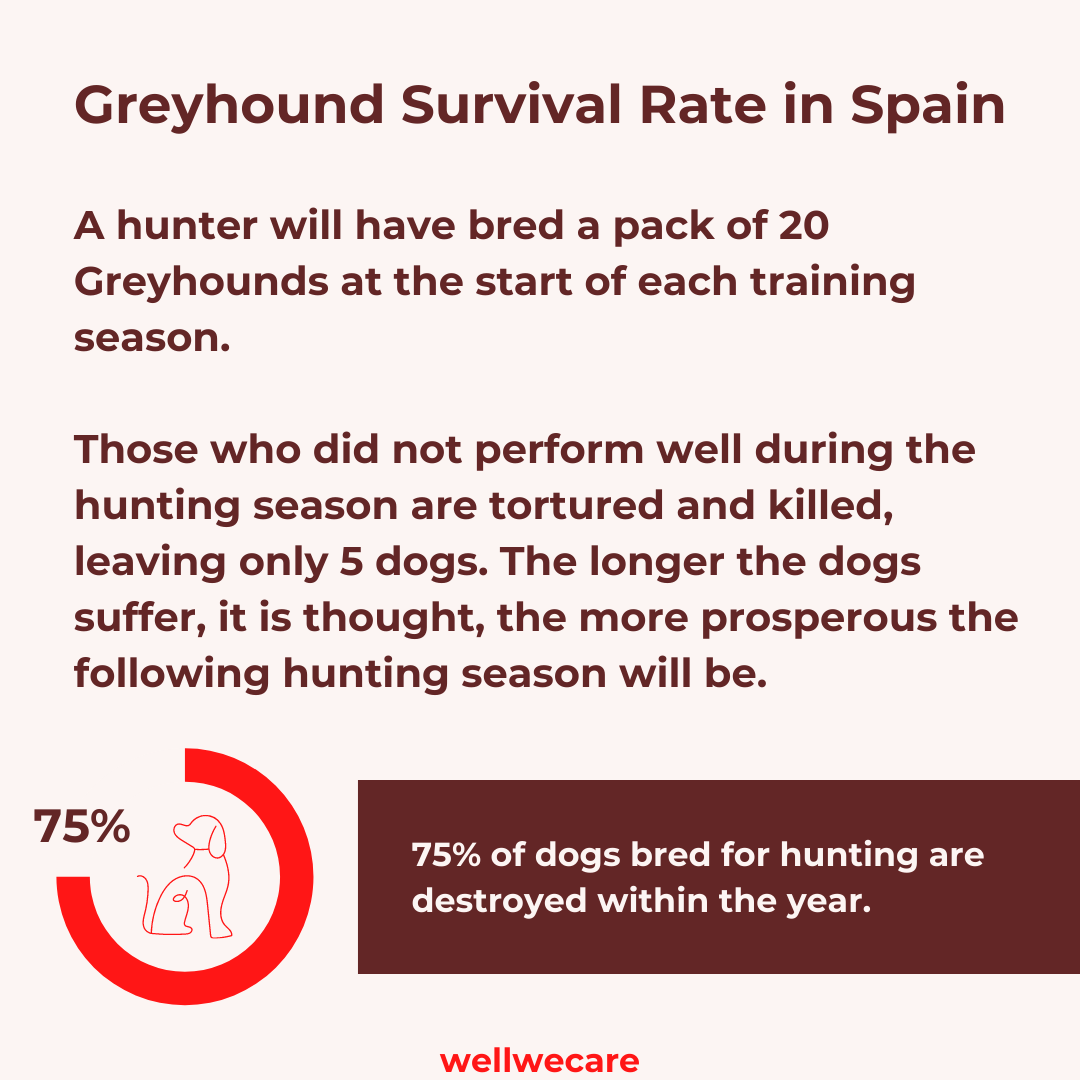 Greyhound Survival Rate in Spain
A hunter will have bred a pack of 20
Greyhounds at the start of each training
season.
Those who did not perform well during the
hunting season are tortured and killed,
leaving only 5 dogs. The longer the dogs
suffer, it is thought, the more prosperous the
following hunting season will be.
75%
75% of dogs bred for hunting are
destroyed within the year.
wellwecare